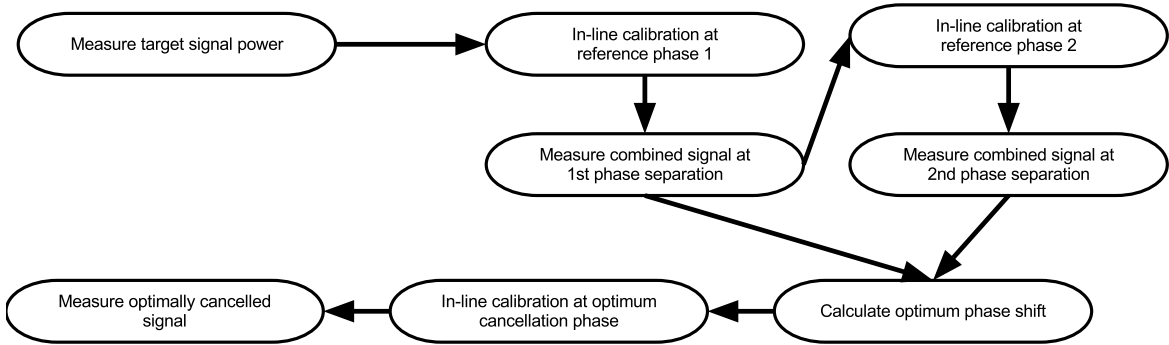 Measure target signal power
In-line calibration at
reference phase 1
In-line calibration at
reference phase 2
Measure combined signal at
1st phase separation
Measure combined signal at
2nd phase separation
Measure optimally cancelled
signal
In-line calibration at optimum
cancellation phase
Calculate optimum phase shift